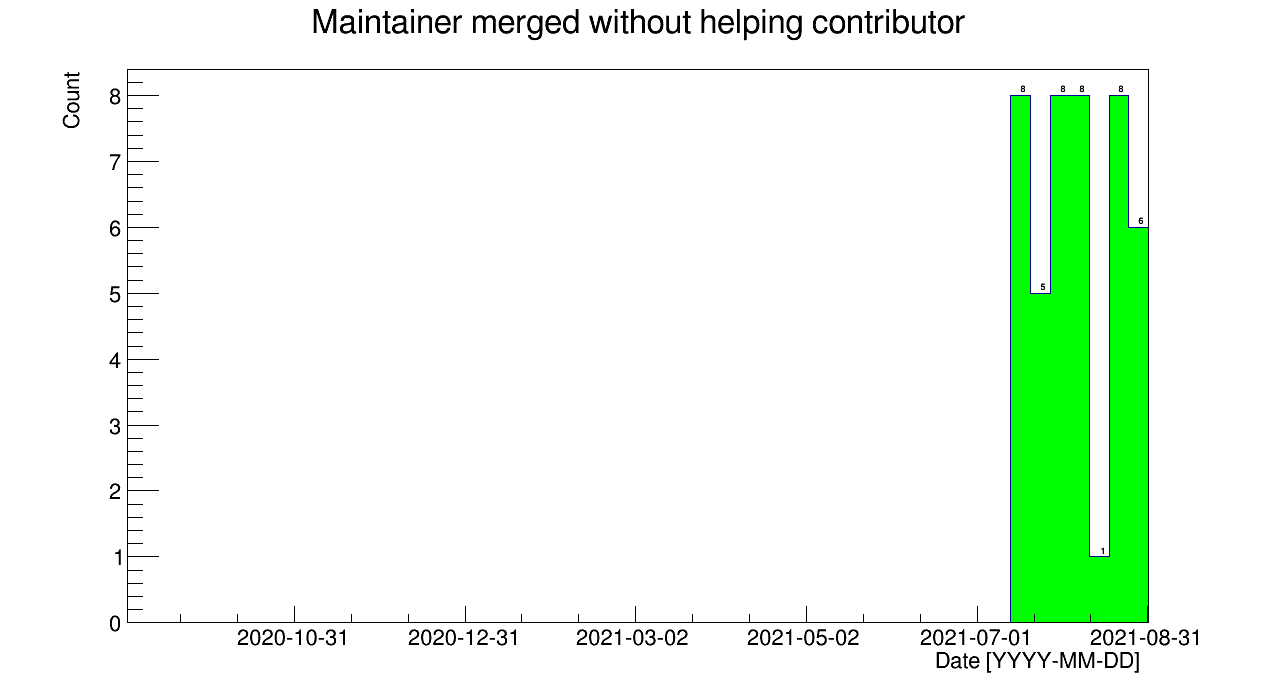 Maintainer merged without helping contributor
Count
8
7
6
5
4
3
2
1
0
8 5 8 8 1 8 6
2020-10-31 2020-12-31 2021-03-02 2021-05-02 2021-07-01 2021-08-31
Date [YYYY-MM-DD]